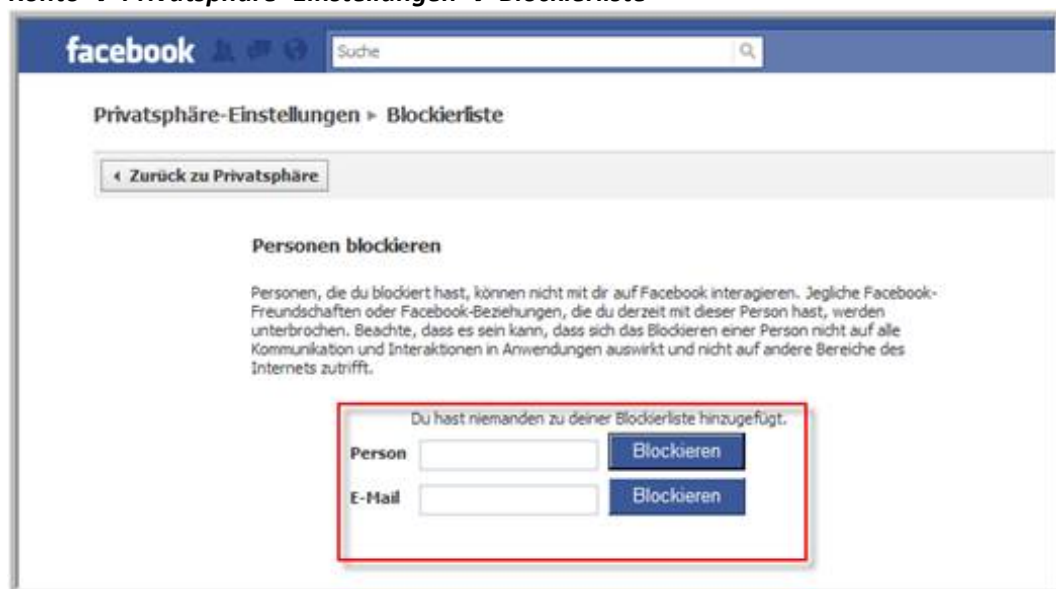 Konto → Privatsphäre-Einstellungen → Blockierliste
facebook
Suche
Privatsphäre-Einstellungen ▸ Blockierliste
Zurück zu Privatsphäre
Personen blockieren
Personen, die du blockiert hast, können nicht mit dir auf Facebook interagieren. Jegliche Facebook-
Freundschaften oder Facebook-Beziehungen, die du derzeit mit dieser Person hast, werden
unterbrochen. Beachte, dass es sein kann, dass sich das Blockieren einer Person nicht auf alle
Kommunikation und Interaktionen in Anwendungen auswirkt und nicht auf andere Bereiche des
Internets zutrifft.
Du hast niemanden zu deiner Blockierliste hinzugefügt.
Person Blockieren
E-Mail Blockieren